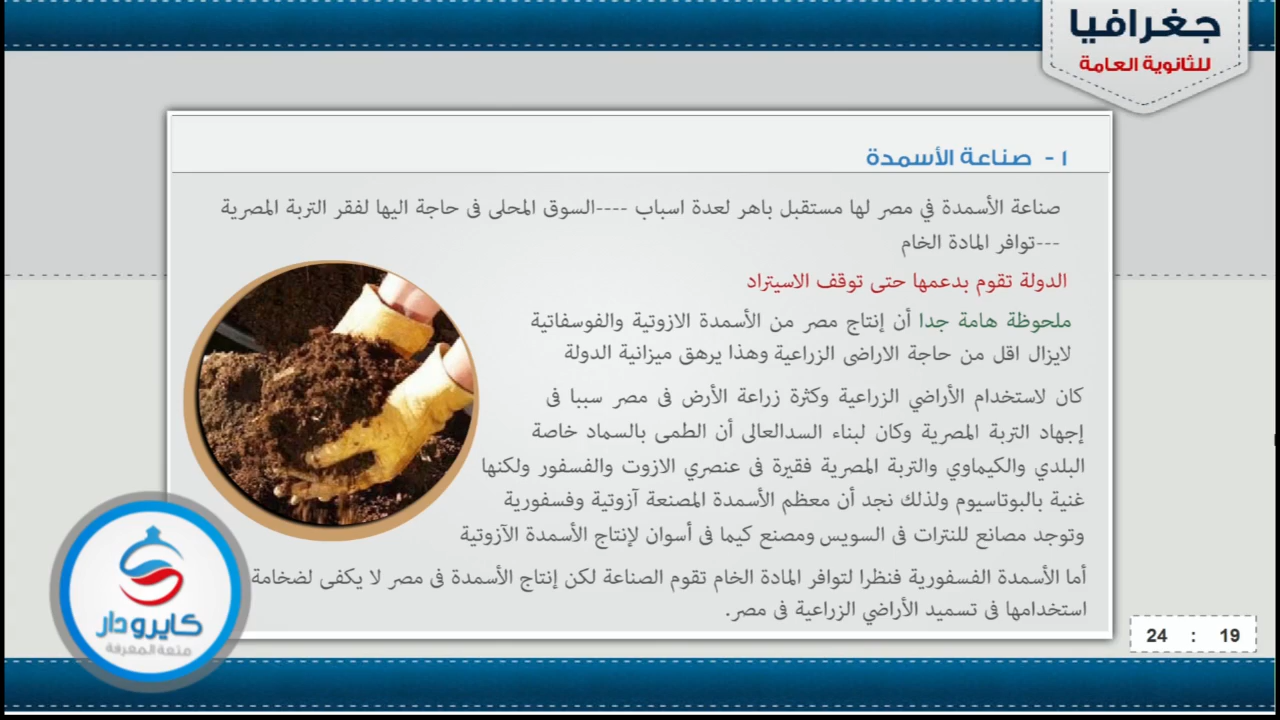 جغرافيا
للثانوية العامة
١ - صناعة الأسمدة
صناعة الأسمدة في مصر لها مستقبل باهر لعدة اسباب ----السوق المحلى فى حاجة اليها لفقر التربة المصرية
---توافر المادة الخام
الدولة تقوم بدعمها حتى توقف الاسيتراد
ملحوظة هامة جدا أن إنتاج مصر من الأسمدة الازوتية والفوسفاتية
لايزال اقل من حاجة الاراضى الزراعية وهذا يرهق ميزانية الدولة
كان لاستخدام الأراضي الزراعية وكثرة زراعة الأرض فى مصر سببا فى
إجهاد التربة المصرية وكان لبناء السدالعالى أن الطمى بالسماد خاصة
البلدي والكيماوي والتربة المصرية فقيرة فى عنصري الازوت والفسفور ولكنها
غنية بالبوتاسيوم ولذلك نجد أن معظم الأسمدة المصنعة آزوتية وفسفورية
وتوجد مصانع للنترات فى السويس ومصنع كيما فى أسوان لإنتاج الأسمدة الآزوتية
أما الأسمدة الفسفورية فنظرا لتوافر المادة الخام تقوم الصناعة لكن إنتاج الأسمدة فى مصر لا يكفى لضخامة
استخدامها فى تسميد الأراضي الزراعية فى مصر.
كايرودار
متعة المعرفة
24 : 19